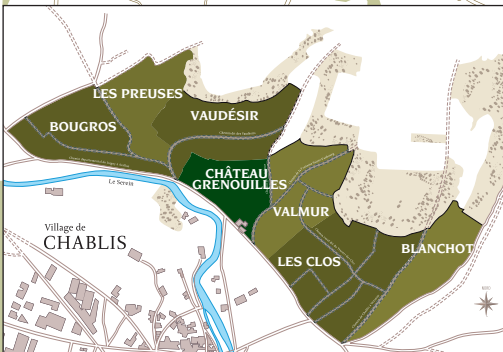 LES PREUSES
VAUDÉSIR
BOUGROS
CHÂTEAU
GRENOUILLES
Le Serein
VALMUR
Village de
CHABLIS
LES CLOS
BLANCHOT